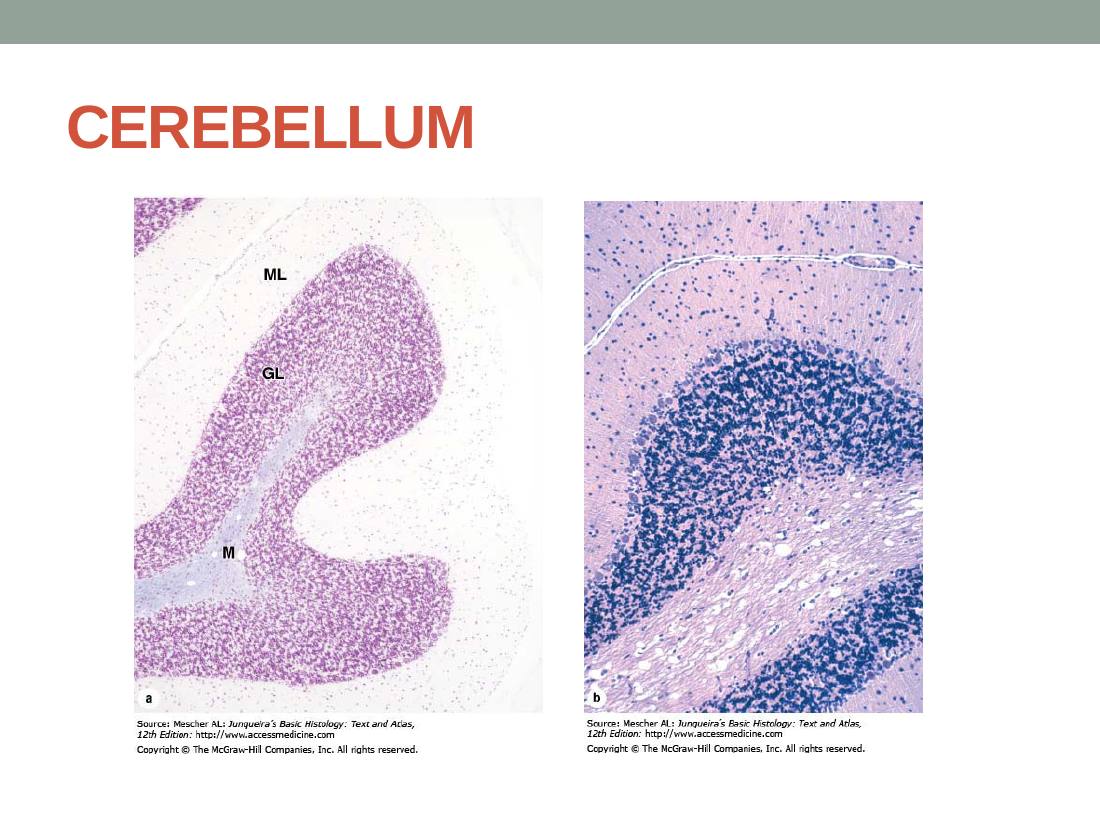 CEREBELLUM
ML
GL
M
a
b
Source: Mescher AL: Junqueira's Basic Histology: Text and Atlas,
12th Edition: http://www.accessmedicine.com
Copyright © The McGraw-Hill Companies, Inc. All rights reserved.
Source: Mescher AL: Junqueira's Basic Histology: Text and Atlas,
12th Edition: http://www.accessmedicine.com
Copyright © The McGraw-Hill Companies, Inc. All rights reserved.